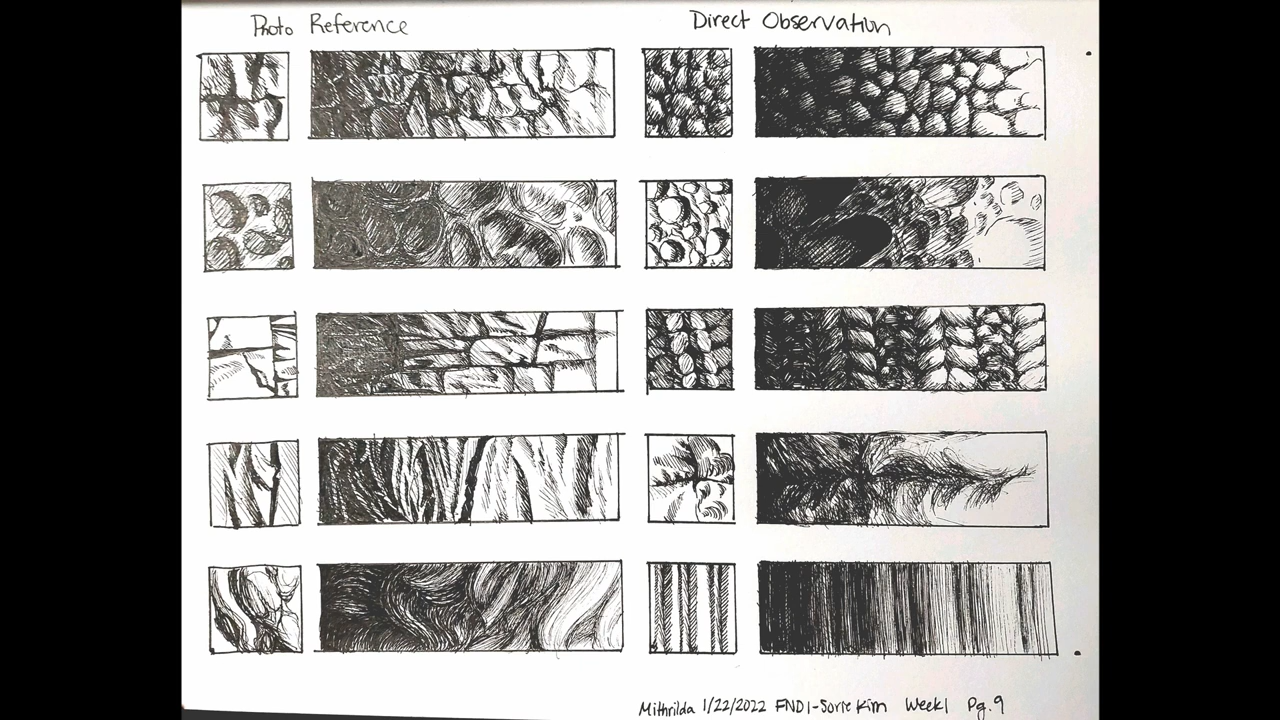 Photo Reference
Direct Observation
Mithrilda 1/22/2022 FND1-Sorie Kim Week1 Pg.9